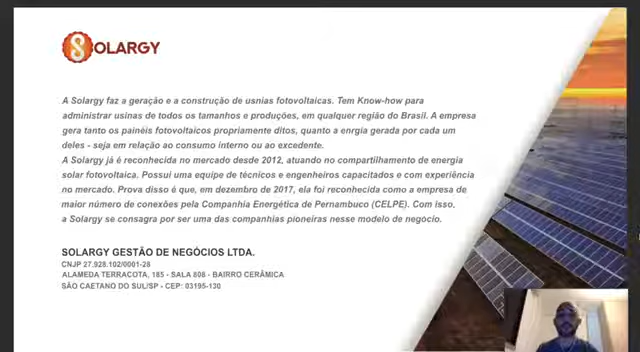 SOLARGY
A Solargy faz a geração e a construção de usnias fotovoltaicas. Tem Know-how para
administrar usinas de todos os tamanhos e produções, em qualquer região do Brasil. A empresa
gera tanto os painéis fotovoltaicos propriamente ditos, quanto a enrgia gerada por cada um
deles - seja em relação ao consumo interno ou ao excedente.
A Solargy já é reconhecida no mercado desde 2012, atuando no compartilhamento de energia
solar fotovoltaica. Possui uma equipe de técnicos e engenheiros capacitados e com experiência
no mercado. Prova disso é que, em dezembro de 2017, ela foi reconhecida como a empresa de
maior número de conexões pela Companhia Energética de Pernambuco (CELPE). Com isso,
a Solargy se consagra por ser uma das companhias pioneiras nesse modelo de negócio.
SOLARGY GESTÃO DE NEGÓCIOS LTDA.
CNJP 27.928.102/0001-28
ALAMEDA TERRACOTA, 185 - SALA 808 - BAIRRO CERÂMICA
SÃO CAETANO DO SUL/SP - CEP: 03195-130